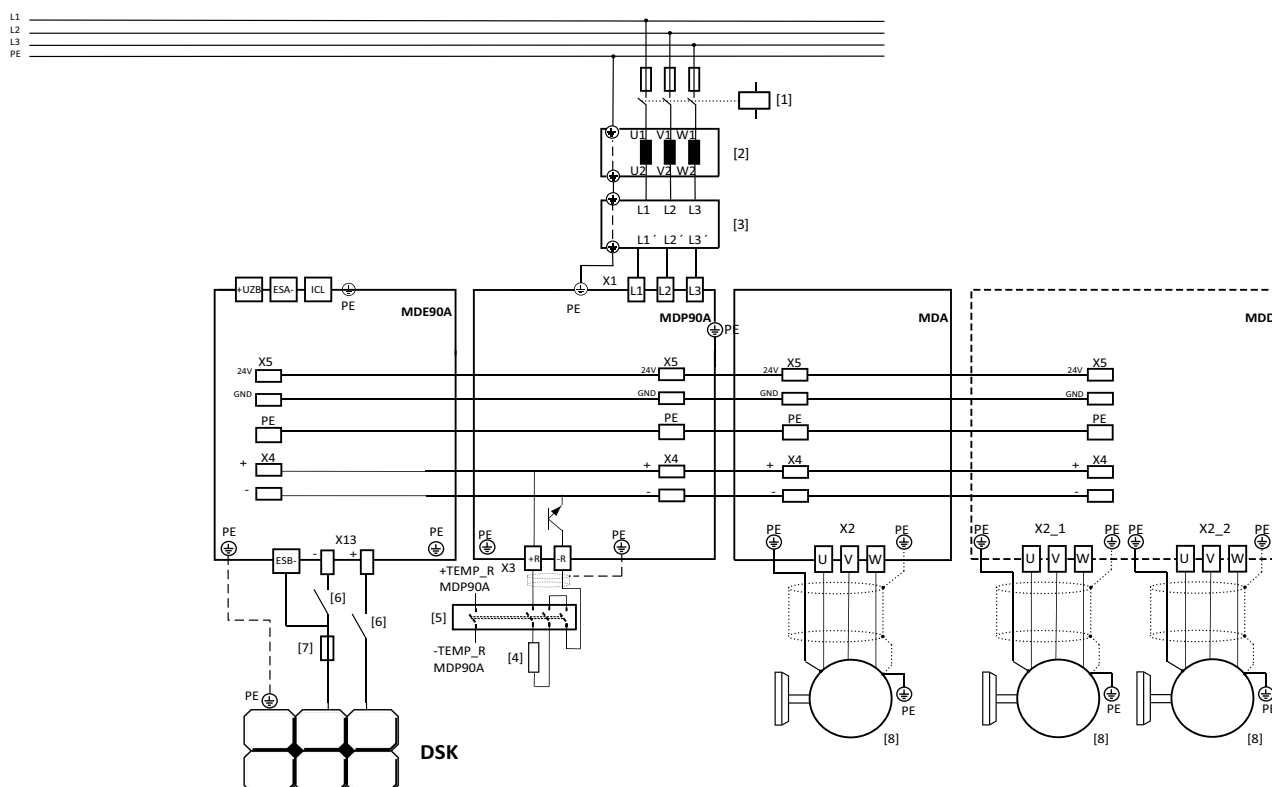 L1
L2
L3
PE
[1]
U1 V1 W1
U2 V2 W2
[2]
L1 L2 L3
L1´ L2´ L3´
[3]
X1
PE
+UZB ESA- ICL
PE
L1 L2 L3
MDE90A
MDP90A
PE
MDA
MDD
X5 X5 X5 X5
24V 24V 24V 24V
GND GND GND GND
PE PE PE PE
X4 X4 X4 X4
+ + + +
- - - -
PE X13 PE PE PE PE X2 PE PE X2_1 PE PE X2_2 PE
ESB- - +
+R -R
X3
U V W
U V W
U V W
+TEMP_R
MDP90A
[6]
[6]
[5]
[7]
-TEMP_R
MDP90A
[4]
PE
PE
PE
PE
[8]
[8]
[8]
DSK